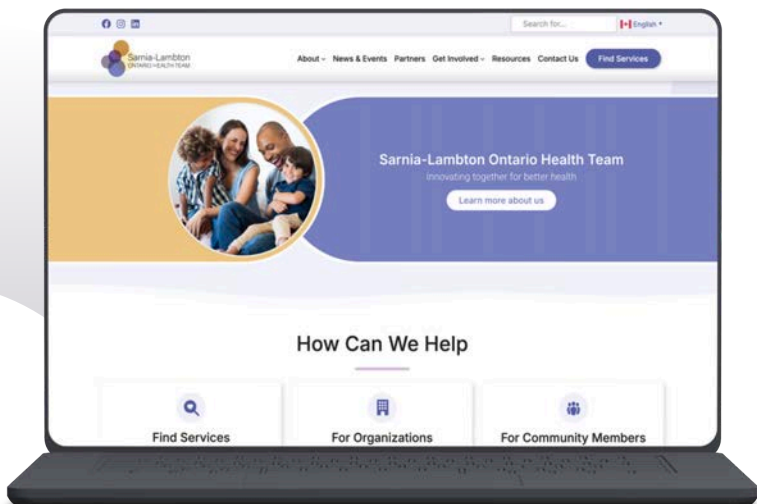 Search for...
English
Sarnia-Lambton
ONTARIO HEALTH TEAM
About
News & Events
Partners
Get Involved
Resources
Contact Us
Find Services
Sarnia-Lambton Ontario Health Team
Innovating together for better health
Learn more about us
How Can We Help
Find Services
For Organizations
For Community Members